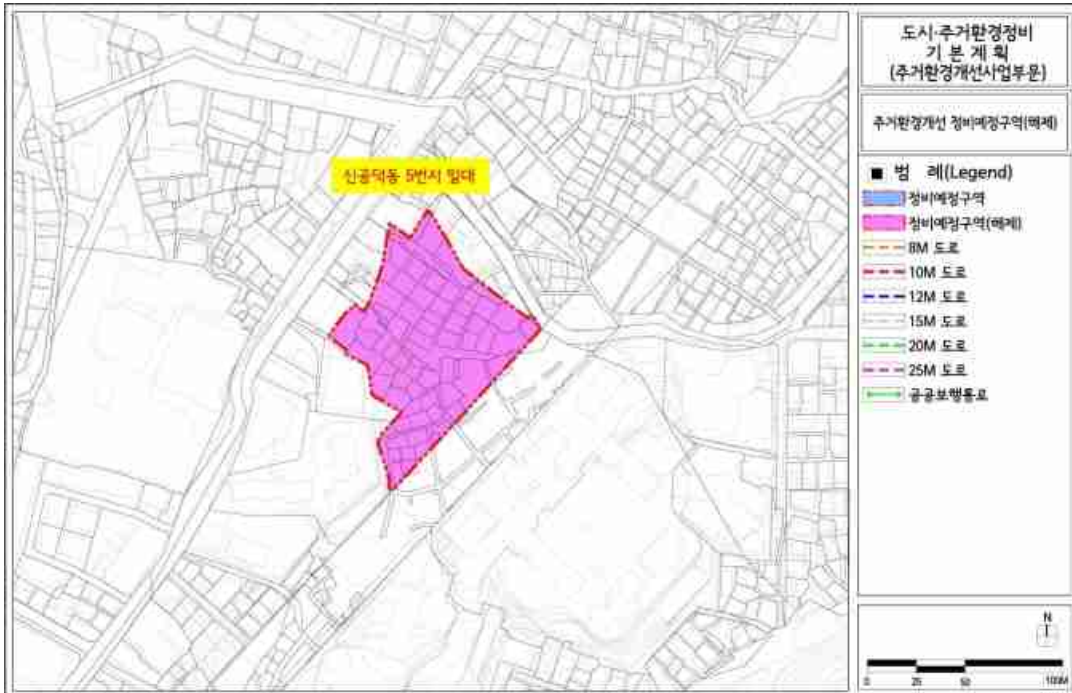 신공덕동 5번지 일대
도시·주거환경정비
기 본 계 획
(주거환경개선사업부문)
주거환경개선 정비예정구역(해제)
■ 범 례(Legend)
정비예정구역
정비예정구역(해제)
8M 도로
10M 도로
12M 도로
15M 도로
20M 도로
25M 도로
공공보행통로
N
0 25 50 100M